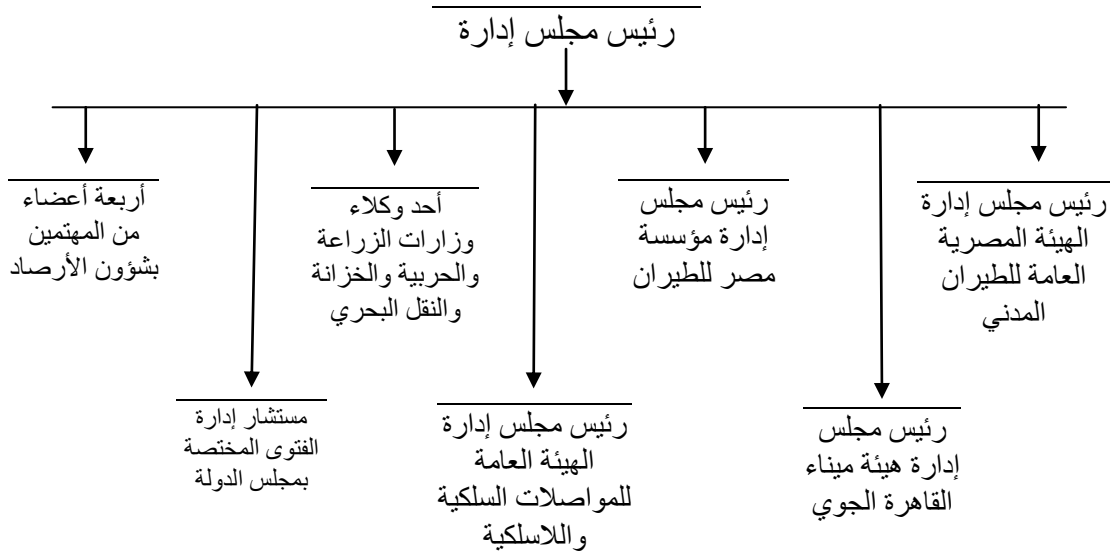 رئيس مجلس إدارة
رئيس مجلس إدارة
الهيئة المصرية
العامة للطيران
المدني
رئيس مجلس
إدارة مؤسسة
مصر للطيران
أحد وكلاء
وزارات الزراعة
والحربية والخزانة
والنقل البحري
أربعة أعضاء
من المهتمين
بشؤون الأرصاد
رئيس مجلس
إدارة هيئة ميناء
القاهرة الجوي
رئيس مجلس إدارة
الهيئة العامة
للمواصلات السلكية
واللاسلكية
مستشار إدارة
الفتوى المختصة
بمجلس الدولة